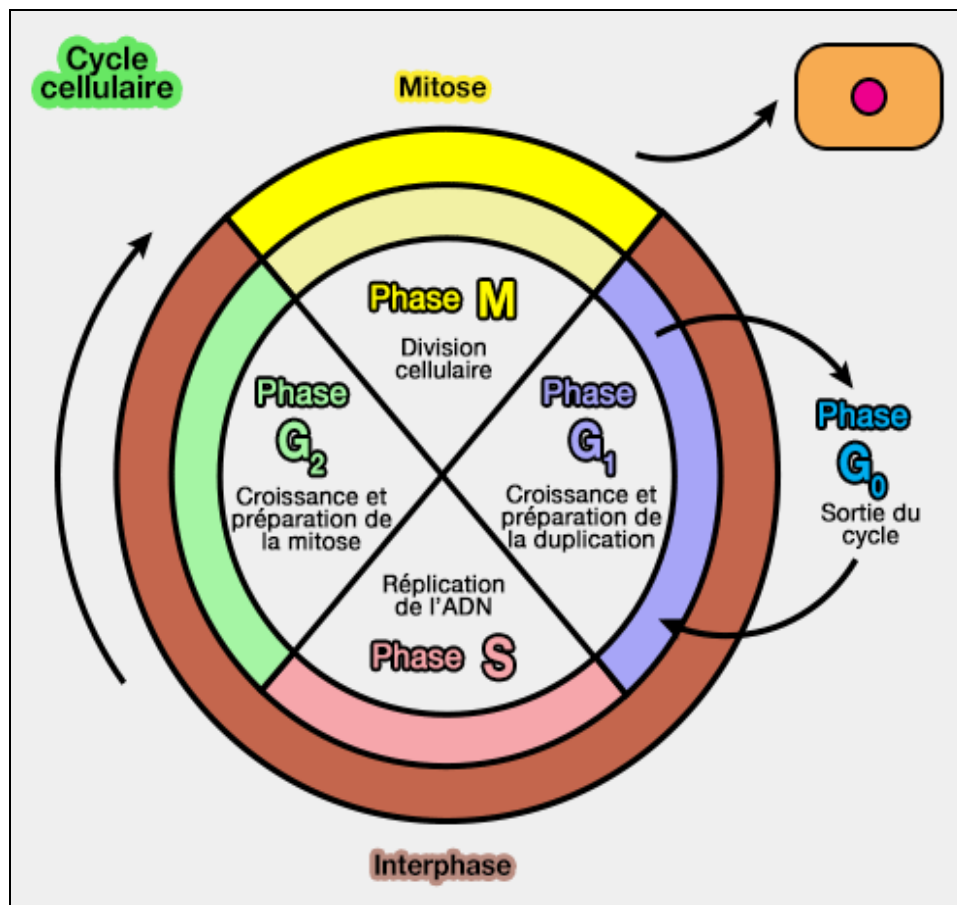 Cycle
cellulaire
Mitose
Phase M
Division
cellulaire
Phase
G₂
Croissance et
préparation de
la mitose
Phase
G₁
Croissance et
préparation de
la duplication
Phase
G₀
Sortie du
cycle
Réplication
de l'ADN
Phase S
Interphase